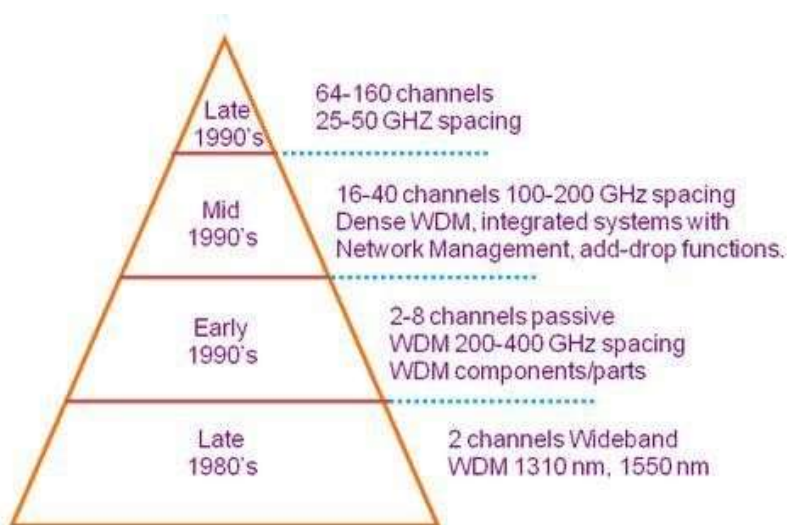 Late
1990's
64-160 channels
25-50 GHZ spacing
Mid
1990's
16-40 channels 100-200 GHz spacing
Dense WDM, integrated systems with
Network Management, add-drop functions.
Early
1990's
2-8 channels passive
WDM 200-400 GHz spacing
WDM components/parts
Late
1980's
2 channels Wideband
WDM 1310 nm, 1550 nm